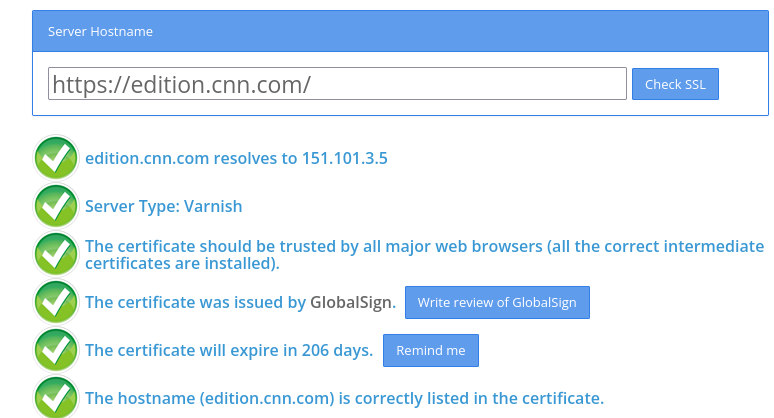 Server Hostname
https://edition.cnn.com/
Check SSL
edition.cnn.com resolves to 151.101.3.5
Server Type: Varnish
The certificate should be trusted by all major web browsers (all the correct intermediate
certificates are installed).
The certificate was issued by GlobalSign. Write review of GlobalSign
The certificate will expire in 206 days. Remind me
The hostname (edition.cnn.com) is correctly listed in the certificate.